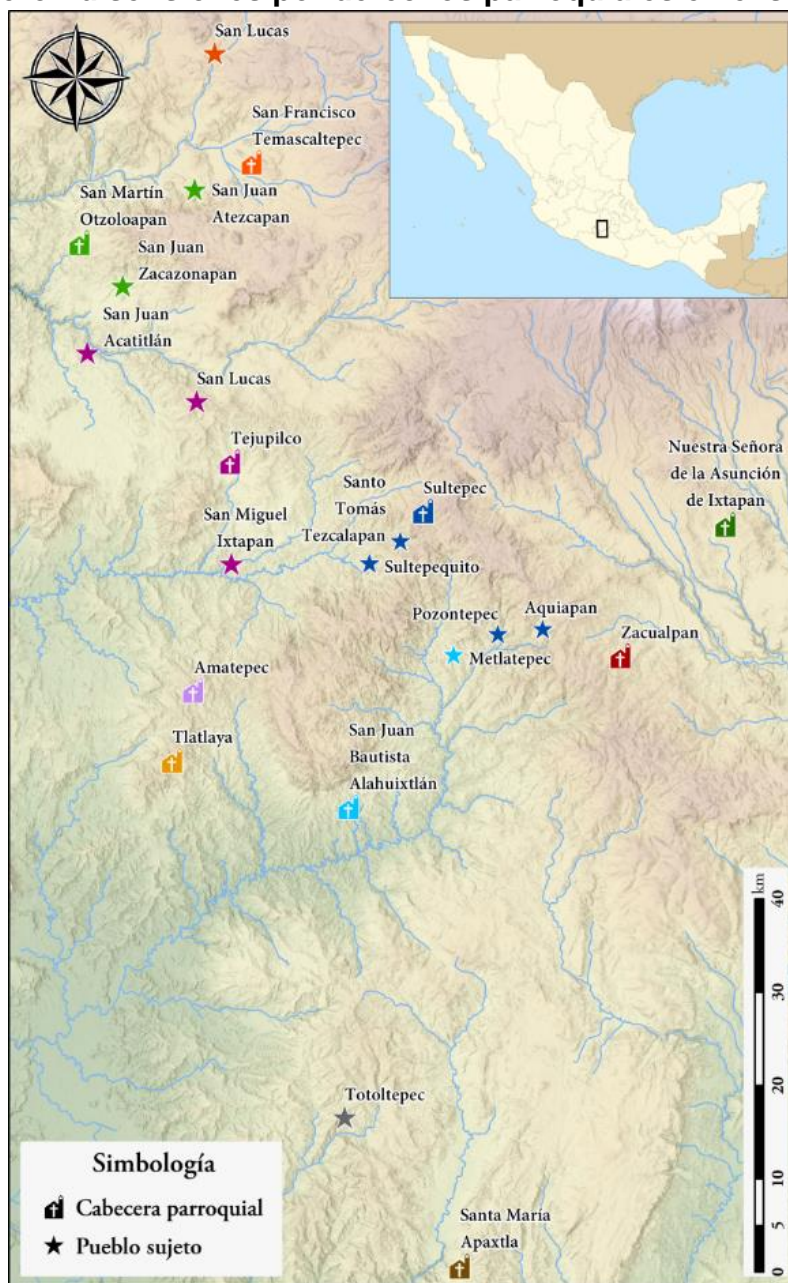 San Lucas
San Francisco
Temascaltepec
San Juan
Atezcapan
San Martín
Otzoloapan
San Juan
Zacazonapan
San Juan
Acatitlán
San Lucas
Tejupilco
San Miguel
Ixtapan
Santo
Tomás
Tezcalapan
Sultepec
Sultepequito
Nuestra Señora
de la Asunción
de Ixtapan
Pozontepec
Aquiapan
Metlatepec
Zacualpan
Amatepec
Tlatlaya
San Juan
Bautista
Alahuixtlán
Totoltepec
Santa María
Apaxtla
Simbología
Cabecera parroquial
Pueblo sujeto
km
40
30
20
10
5
0